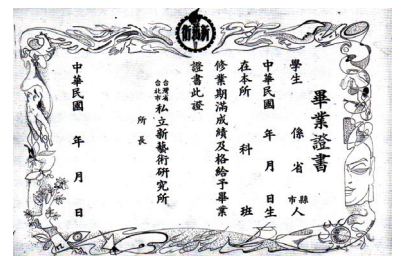 新藝術
畢業證書
學生 係 省 縣市 人
中華民國 年 月 日生
在本所 科 班
修業期滿成績及格給予畢業
證書此證
台灣省台北市私立新藝術研究所
所長
中華民國 年 月 日